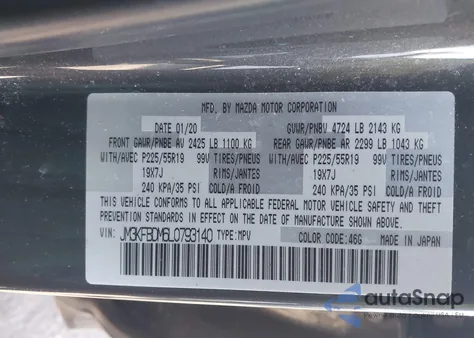 MFD. BY MAZDA MOTOR CORPORATION
DATE 01/20 GVWR/PNBV 4724 LB 2143 KG
FRONT GAWR/PNBE AV 2425 LB 1100 KG REAR GAWR/PNBE AR 2299 LB 1043 KG
WITH/AVEC P225/55R19 99V TIRES/PNEUS WITH/AVEC P225/55R19 99V TIRES/PNEUS
19X7J RIMS/JANTES 19X7J RIMS/JANTES
240 KPA/35 PSI COLD/A FROID 240 KPA/35 PSI COLD/A FROID
THIS VEHICLE CONFORMS TO ALL APPLICABLE FEDERAL MOTOR VEHICLE
SAFETY, BUMPER, AND THEFT PREVENTION STANDARDS IN EFFECT ON THE
DATE OF MANUFACTURE SHOWN ABOVE.
VIN: JM3KFBDM6L0793140 TYPE: MPV COLOR CODE: 46G MADE IN JAPAN
autoSnap